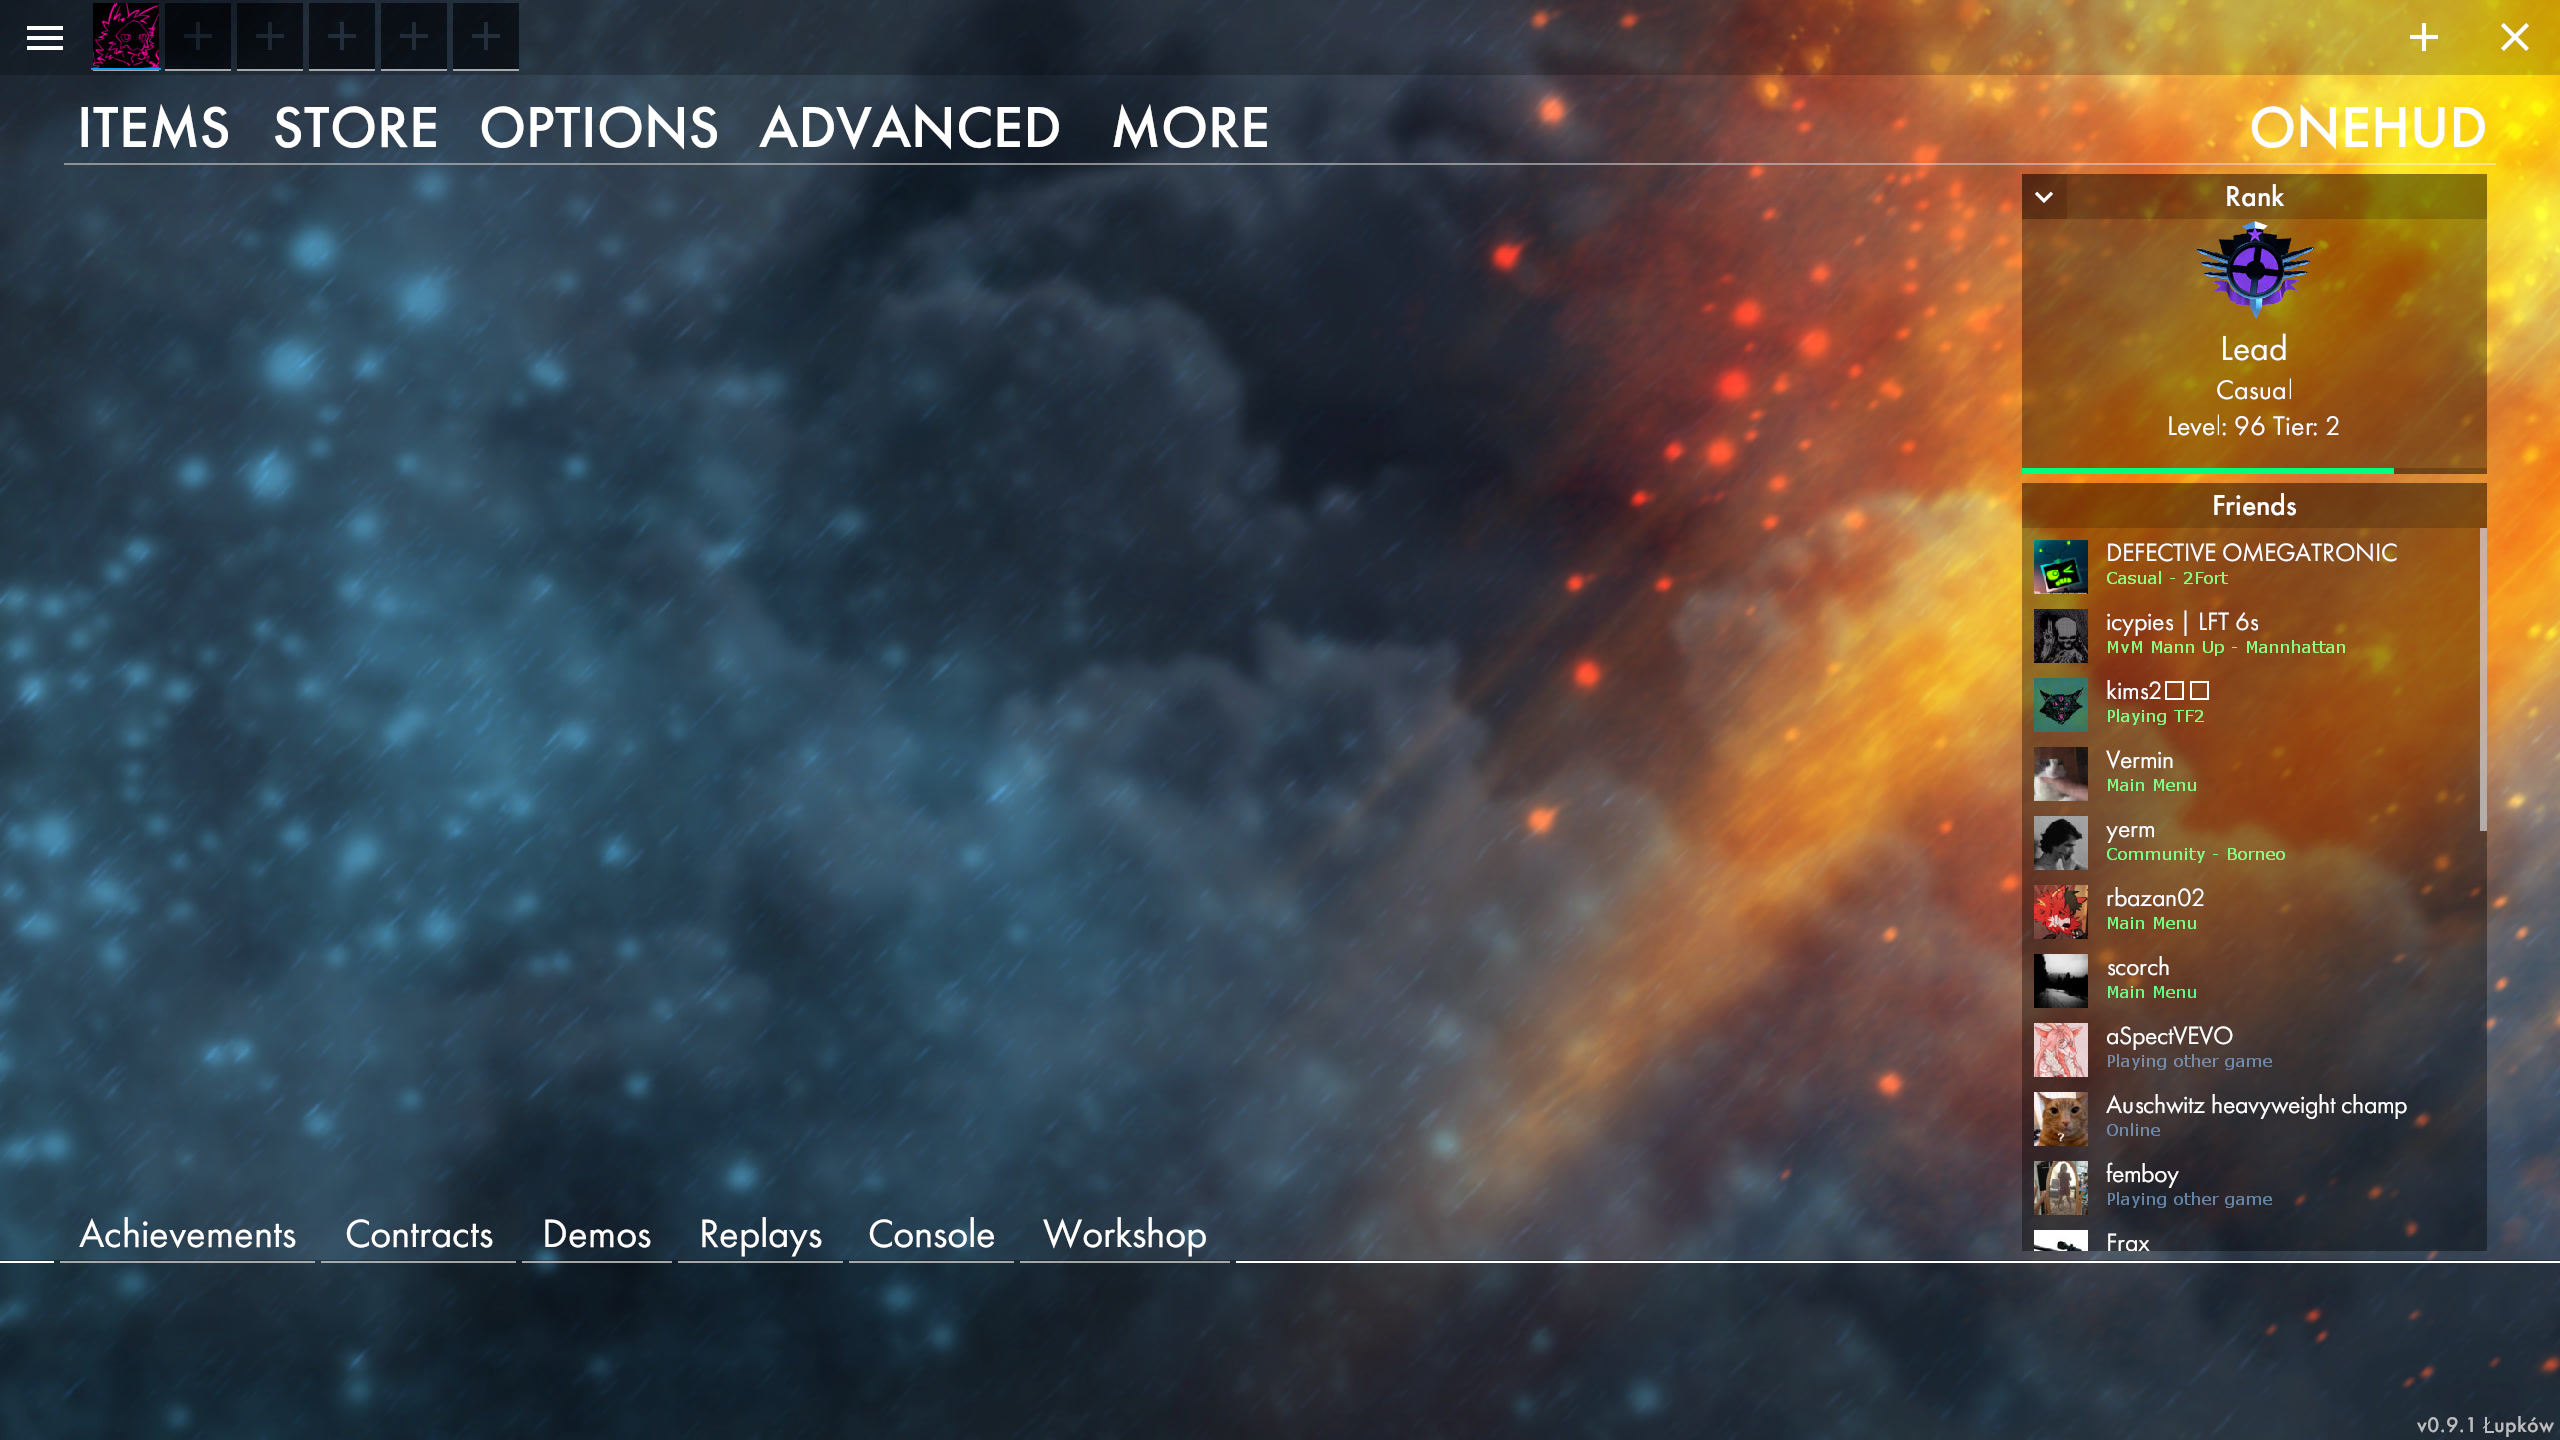 ITEMS STORE OPTIONS ADVANCED MORE ONEHUD
Rank
Lead
Casual
Level: 96 Tier: 2
Friends
DEFECTIVE OMEGATRONIC
Casual - 2Fort
icypies | LFT 6s
MvM Mann Up - Mannhattan
kims2□□
Playing TF2
Vermin
Main Menu
yerm
Community - Borneo
rbazan02
Main Menu
scorch
Main Menu
aSpectVEVO
Playing other game
Auschwitz heavyweight champ
Online
femboy
Playing other game
Frax
Achievements Contracts Demos Replays Console Workshop
v0.9.1 Łupków